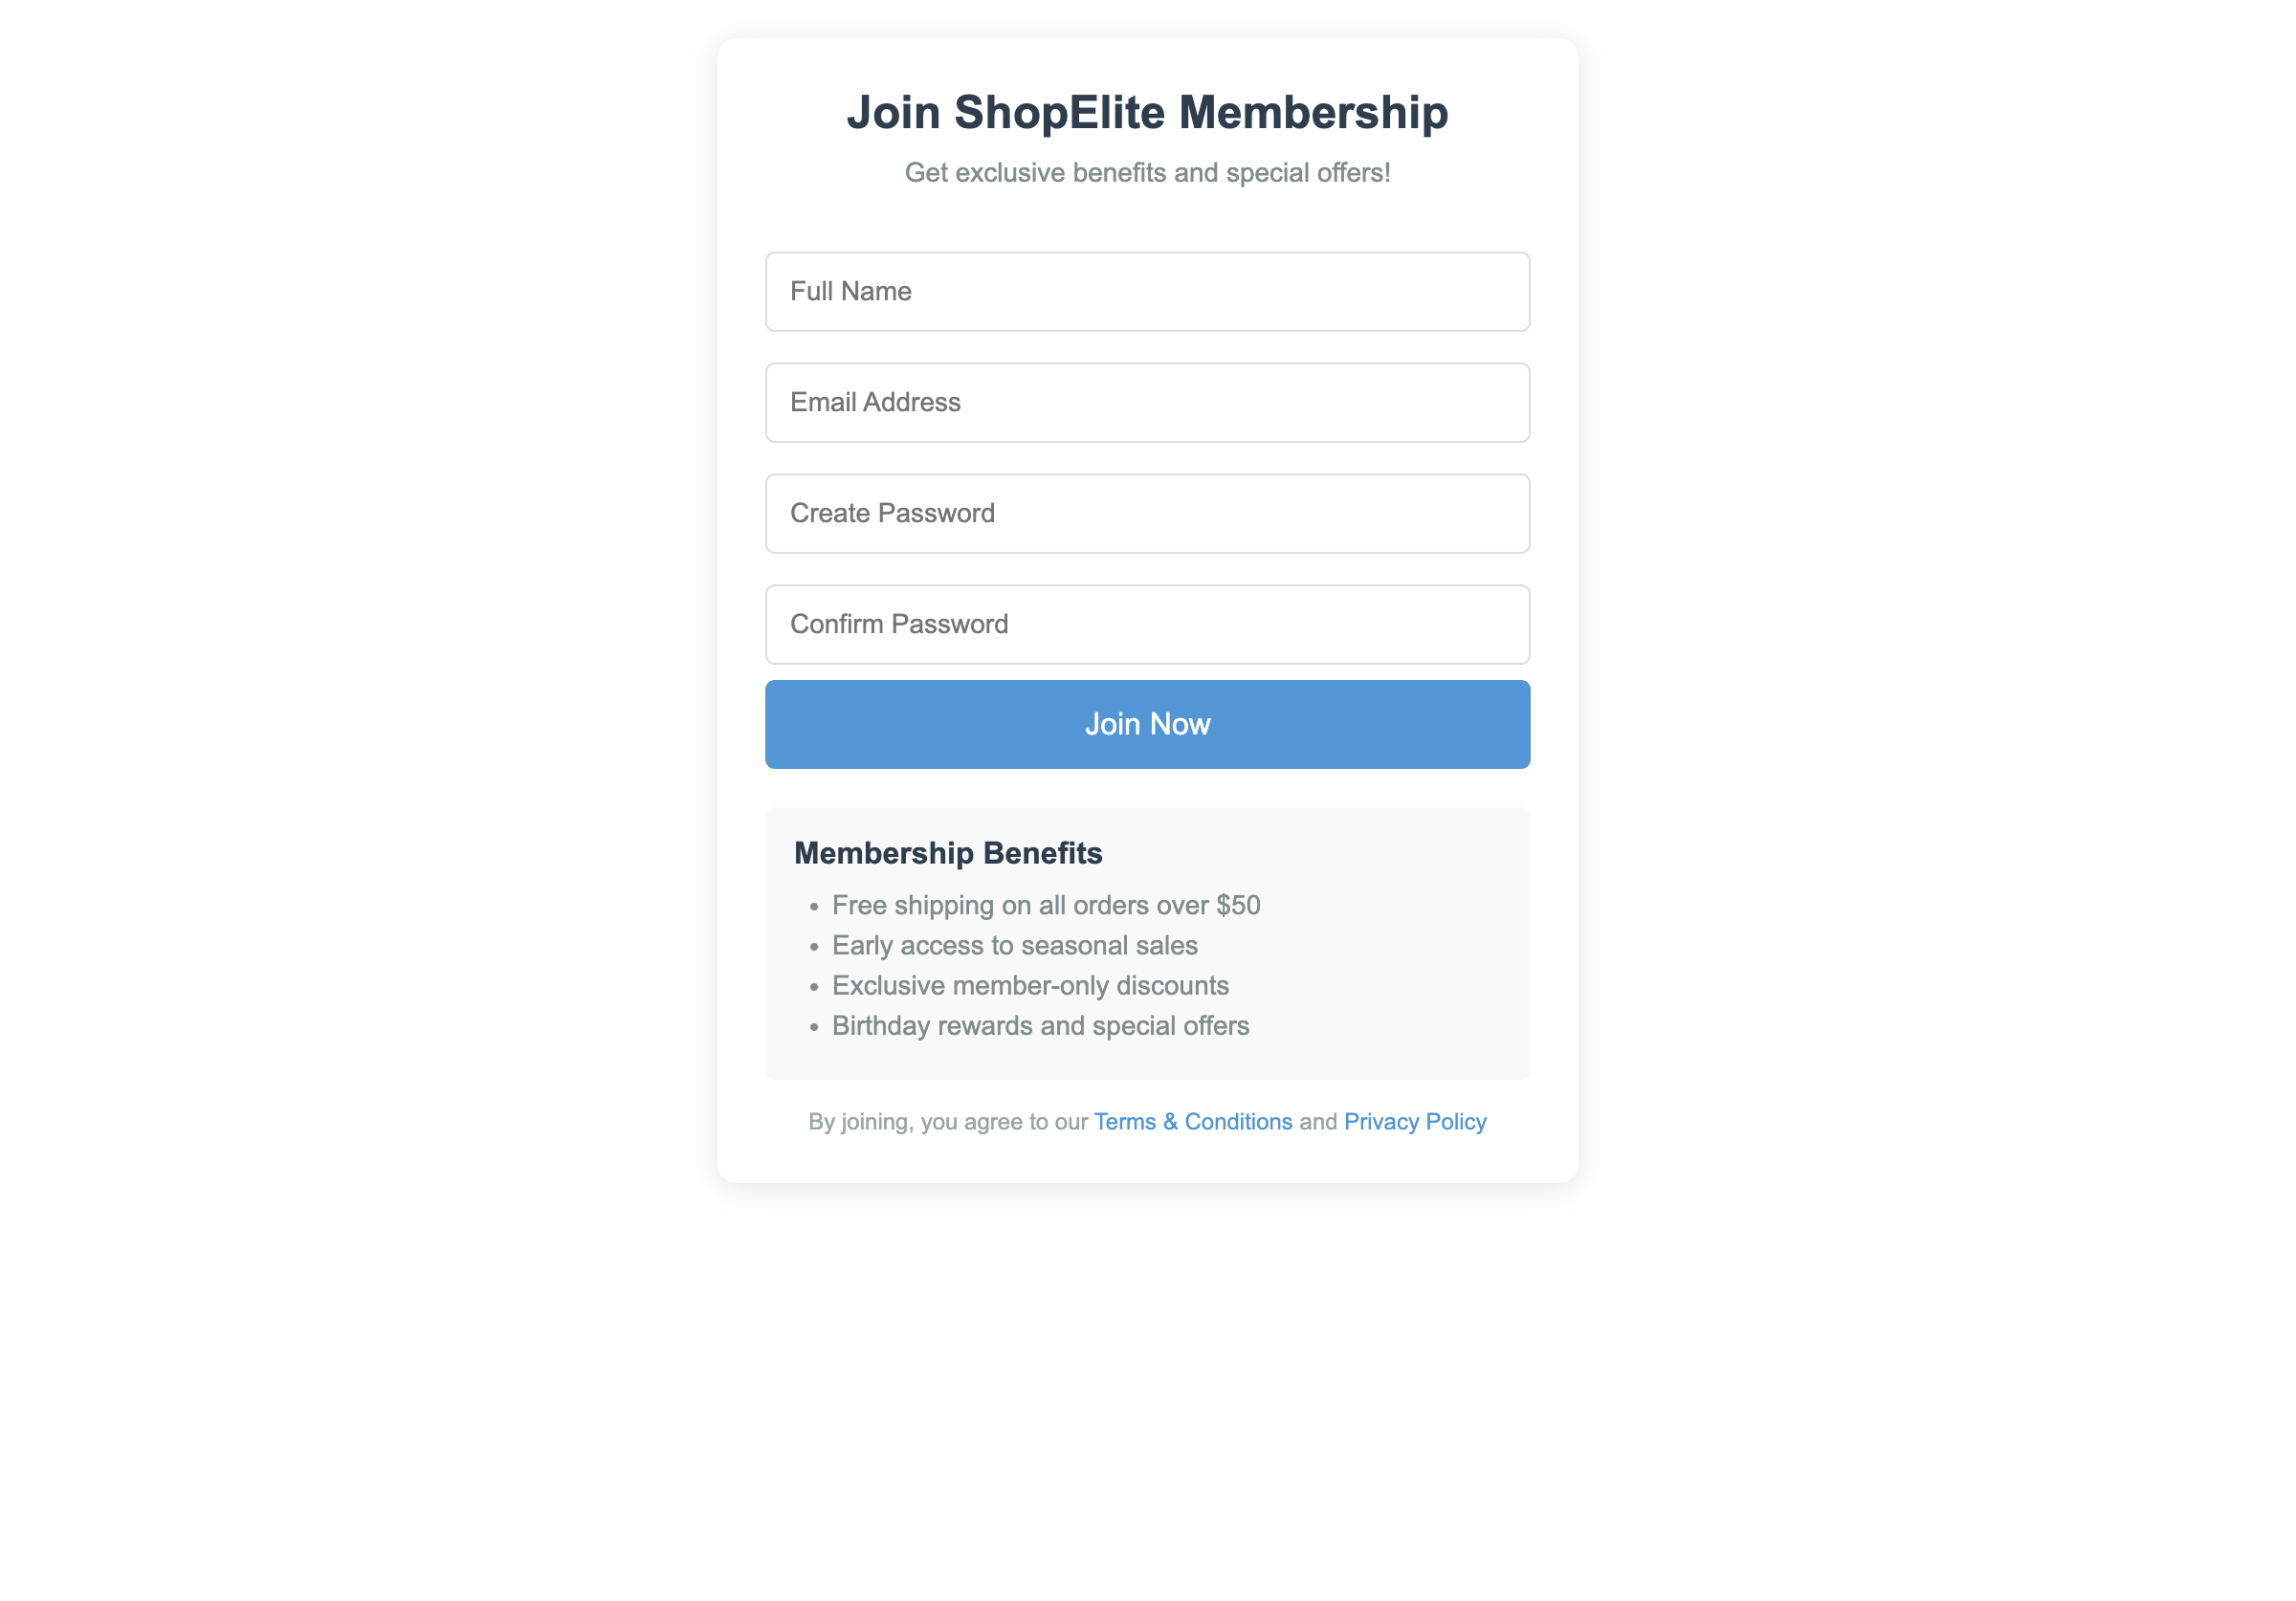 Join ShopElite Membership
Get exclusive benefits and special offers!
Full Name
Email Address
Create Password
Confirm Password
Join Now
Membership Benefits
• Free shipping on all orders over $50
• Early access to seasonal sales
• Exclusive member-only discounts
• Birthday rewards and special offers
By joining, you agree to our Terms & Conditions and Privacy Policy